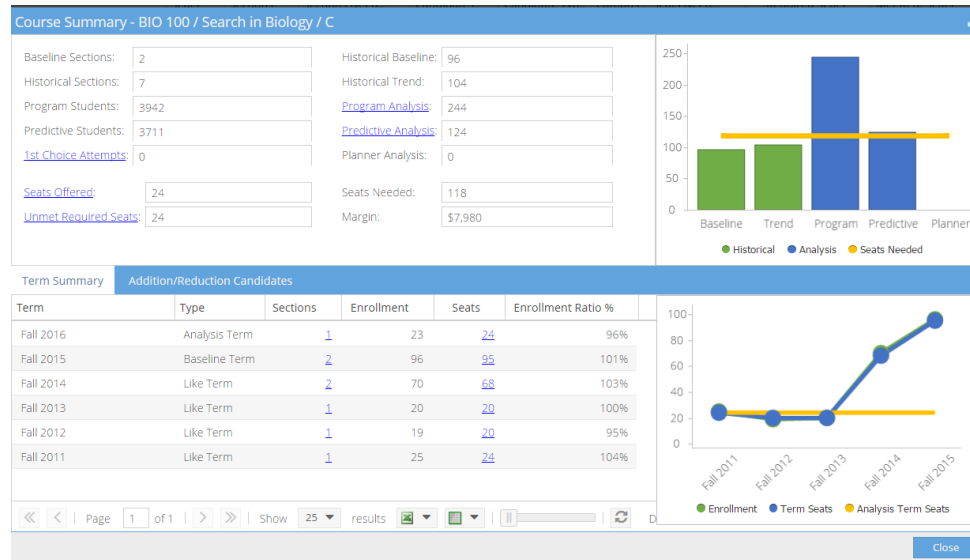 Course Summary - BIO 100 / Search in Biology / C
Baseline Sections: 2 Historical Baseline: 96
Historical Sections: 7 Historical Trend: 104
Program Students: 3942 Program Analysis: 244
Predictive Students: 3711 Predictive Analysis: 124
1st Choice Attempts: 0 Planner Analysis: 0
Seats Offered: 24 Seats Needed: 118
Unmet Required Seats: 24 Margin: $7,980
250
200
150
100
50
0
Baseline Trend Program Predictive Planner
Historical Analysis Seats Needed
Term Summary Addition/Reduction Candidates
Term Type Sections Enrollment Seats Enrollment Ratio %
Fall 2016 Analysis Term 1 23 24 96%
Fall 2015 Baseline Term 2 96 95 101%
Fall 2014 Like Term 2 70 68 103%
Fall 2013 Like Term 1 20 20 100%
Fall 2012 Like Term 1 19 20 95%
Fall 2011 Like Term 1 25 24 104%
100
80
60
40
20
0
Fall 2011 Fall 2012 Fall 2013 Fall 2014 Fall 2015
Enrollment Term Seats Analysis Term Seats
Page 1 of 1 Show 25 results D
Close